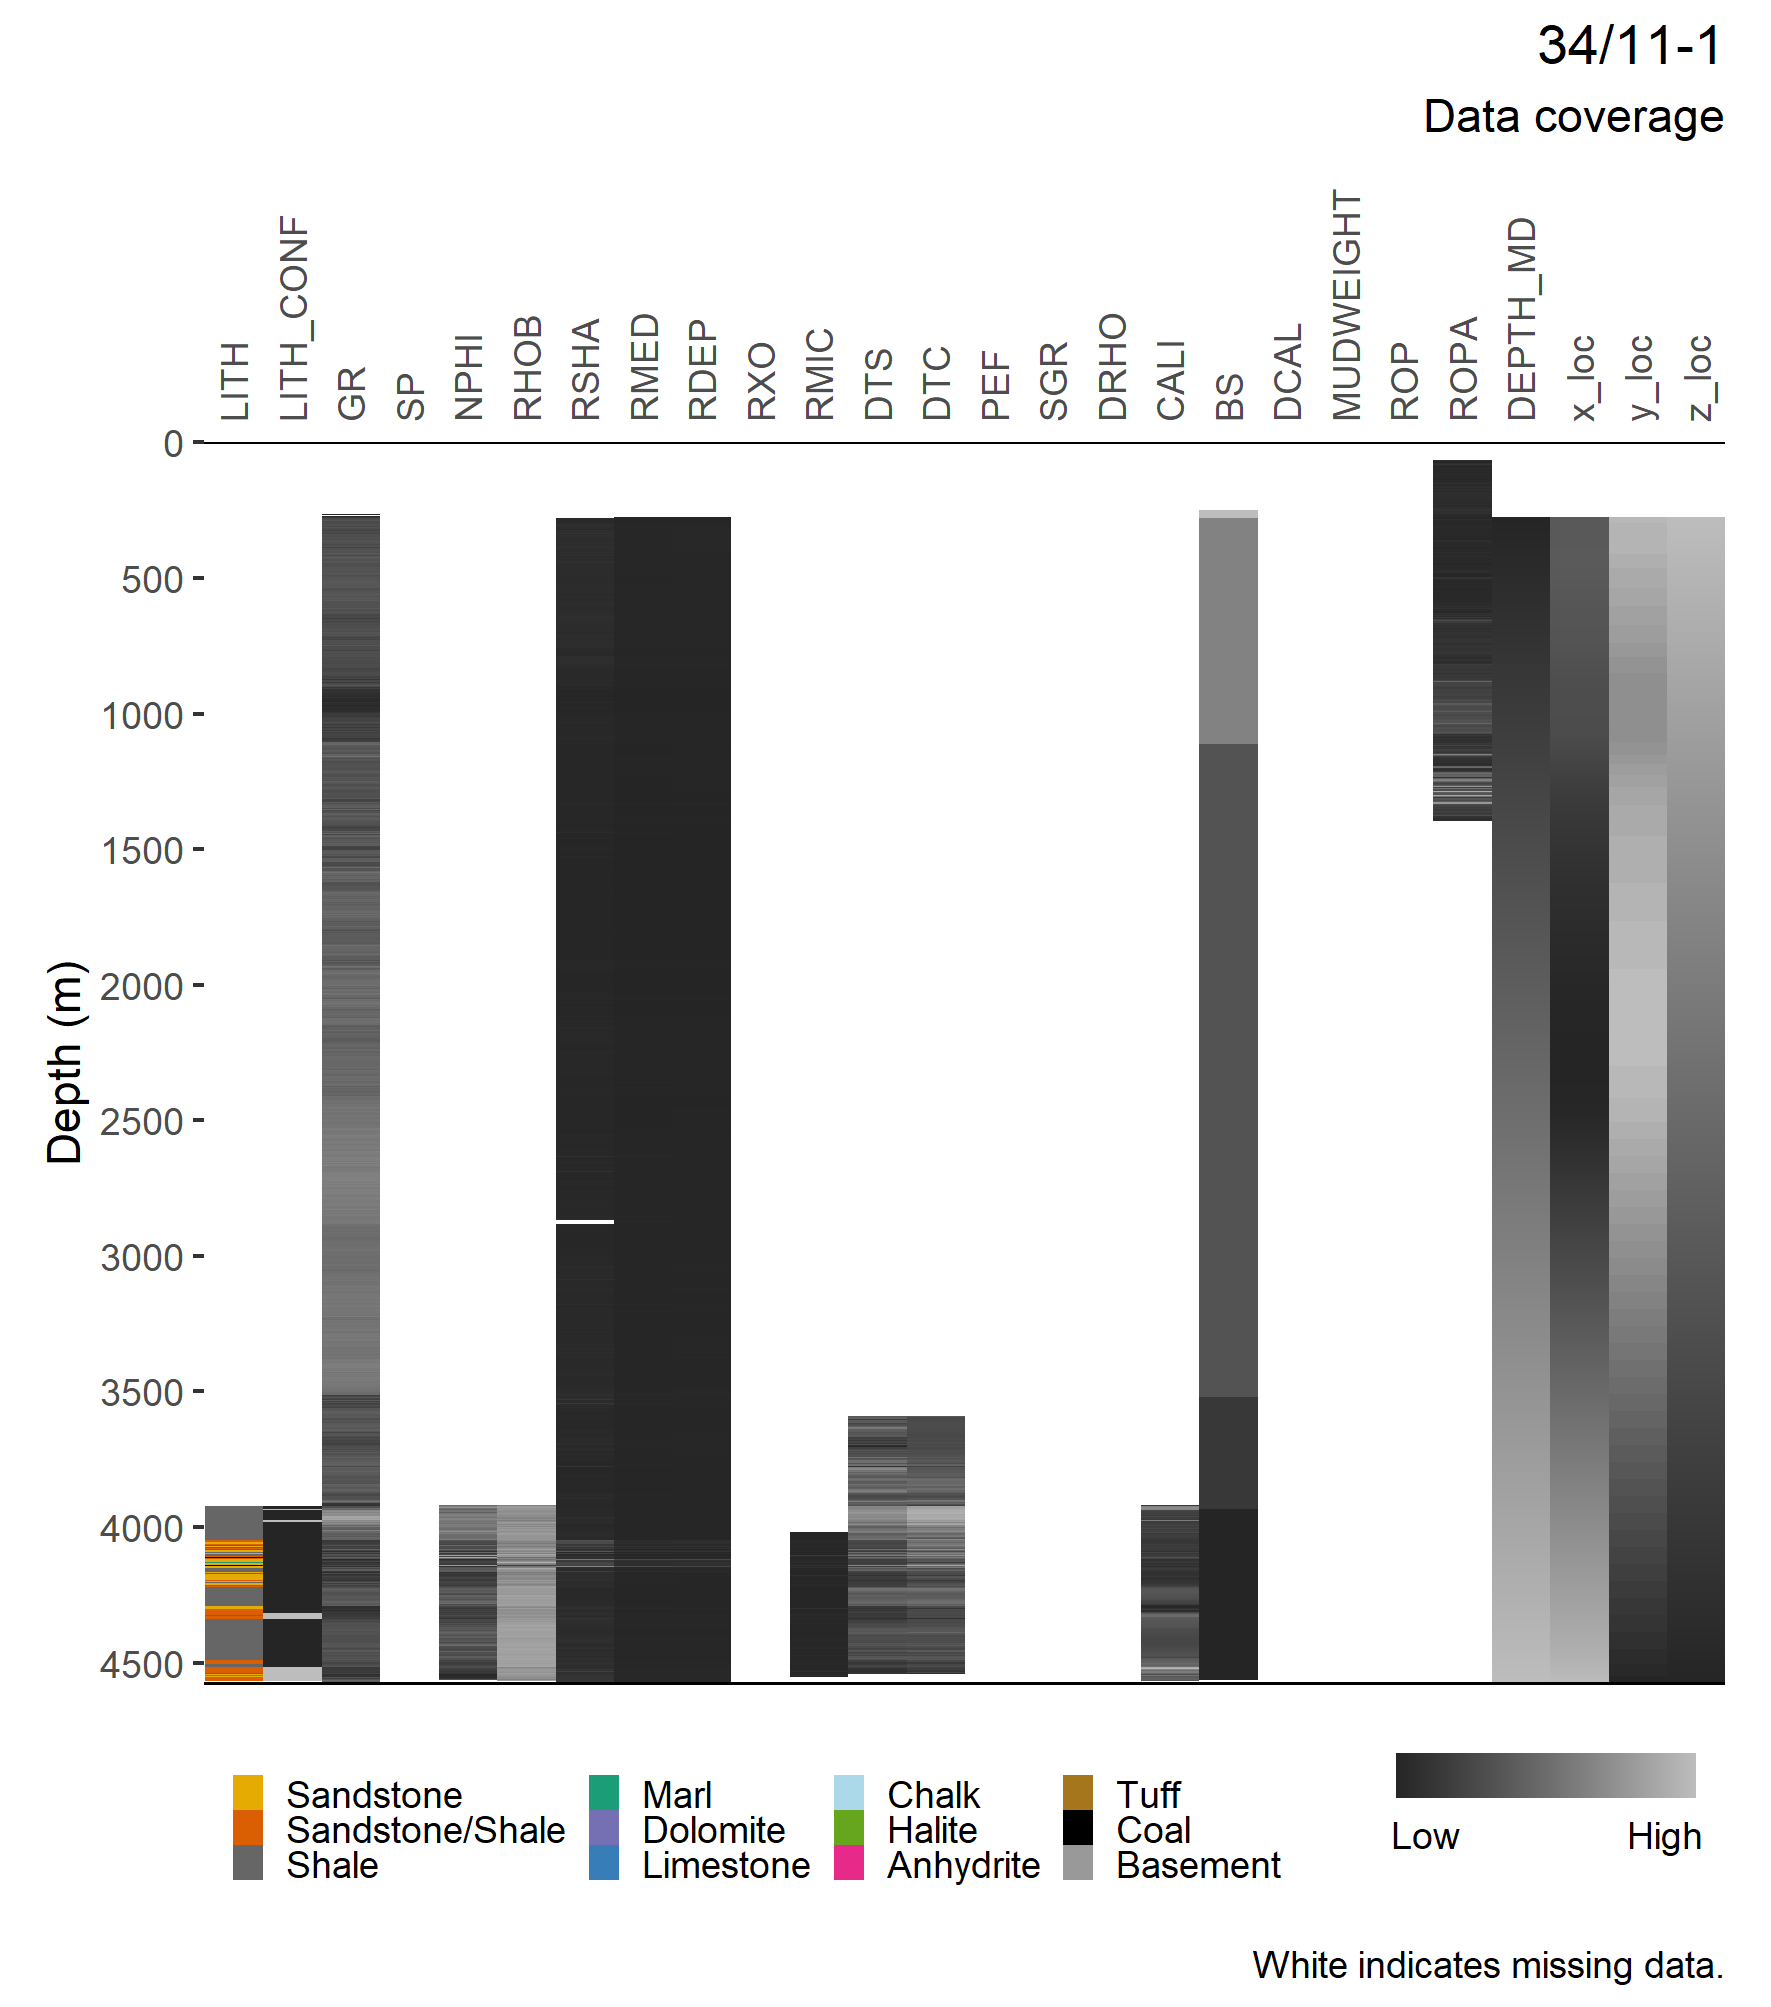 34/11-1
Data coverage
LITH
LITH_CONF
GR
SP
NPHI
RHOB
RSHA
RMED
RDEP
RXO
RMIC
DTS
DTC
PEF
SGR
DRHO
CALI
BS
DCAL
MUDWEIGHT
ROP
ROPA
DEPTH_MD
x_loc
y_loc
z_loc
Depth (m)
0
500
1000
1500
2000
2500
3000
3500
4000
4500
Sandstone
Sandstone/Shale
Shale
Marl
Dolomite
Limestone
Chalk
Halite
Anhydrite
Tuff
Coal
Basement
Low High
White indicates missing data.